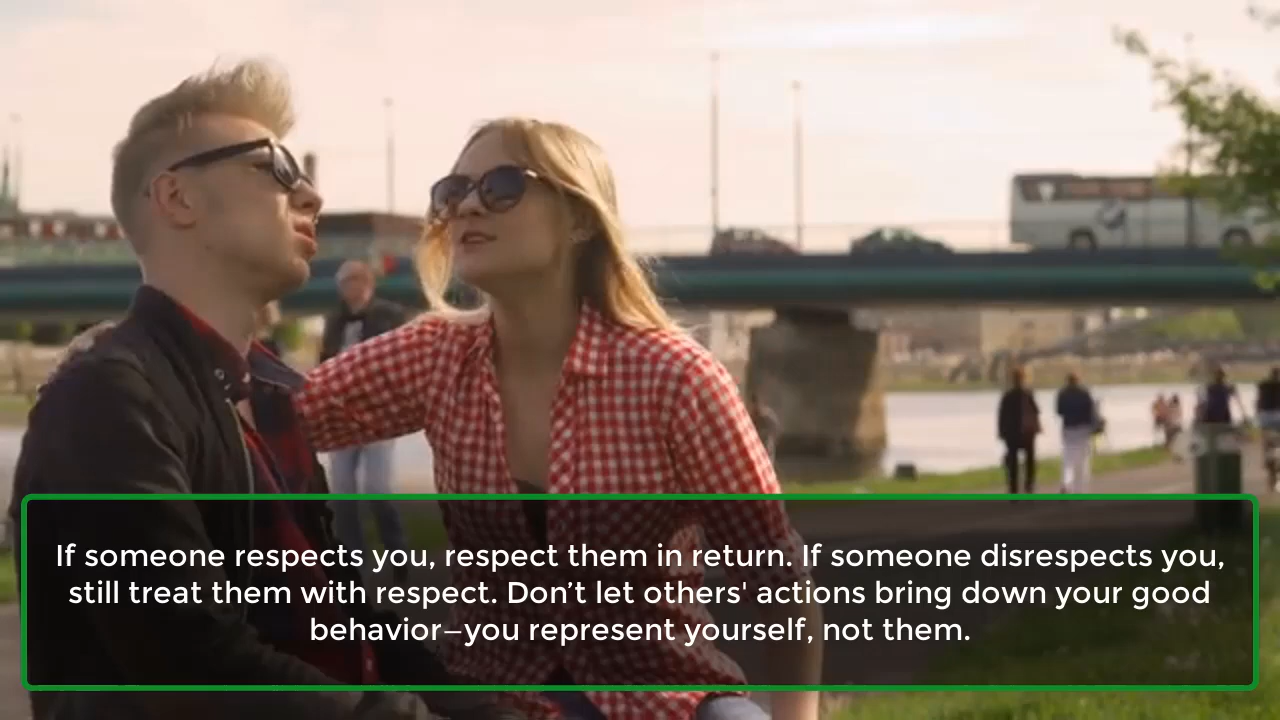 If someone respects you, respect them in return. If someone disrespects you,
still treat them with respect. Don’t let others' actions bring down your good
behavior—you represent yourself, not them.